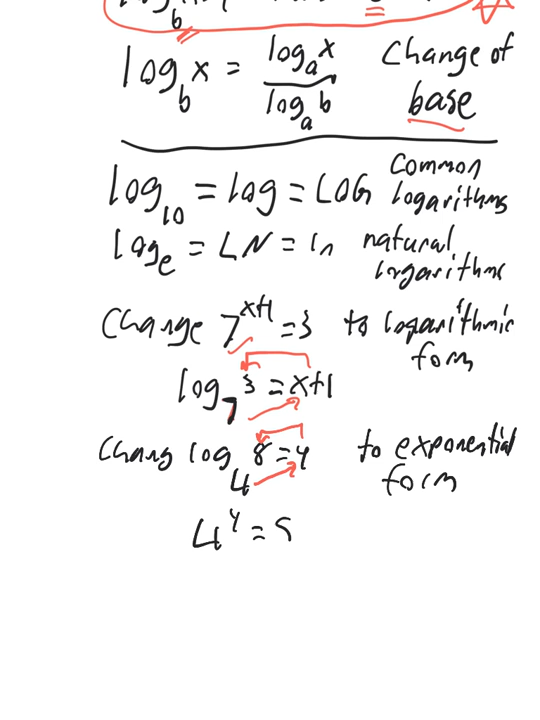 log_b x = log_a x / log_a b Change of base
log_10 = log = LOG Common logarithms
log_e = LN = ln natural logarithms
Change 7^(x+1) = 3 to logarithmic form
log_7 3 = x+1
Chang log_4 8 = y to exponential form
4^y = 8